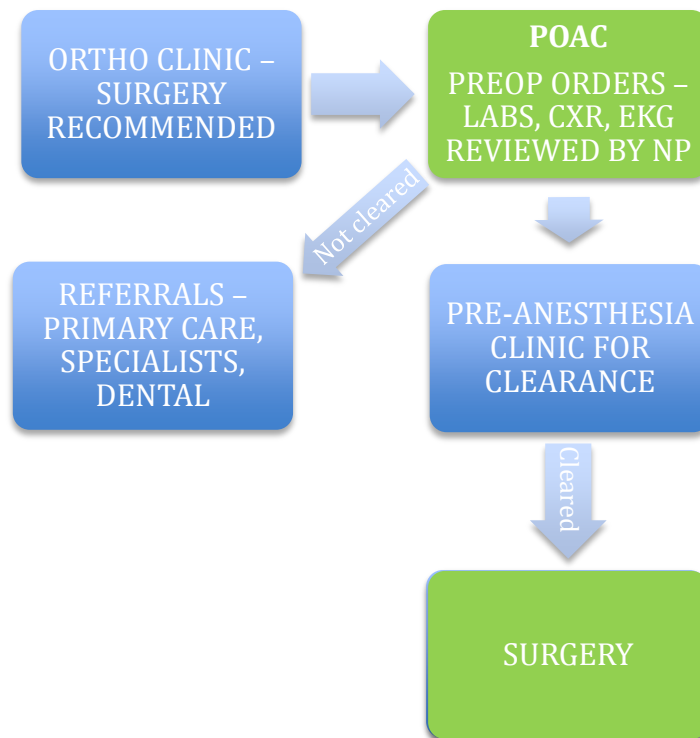 ORTHO CLINIC –
SURGERY
RECOMMENDED
POAC
PREOP ORDERS –
LABS, CXR, EKG
REVIEWED BY NP
Not cleared
REFERRALS –
PRIMARY CARE,
SPECIALISTS,
DENTAL
PRE-ANESTHESIA
CLINIC FOR
CLEARANCE
Cleared
SURGERY